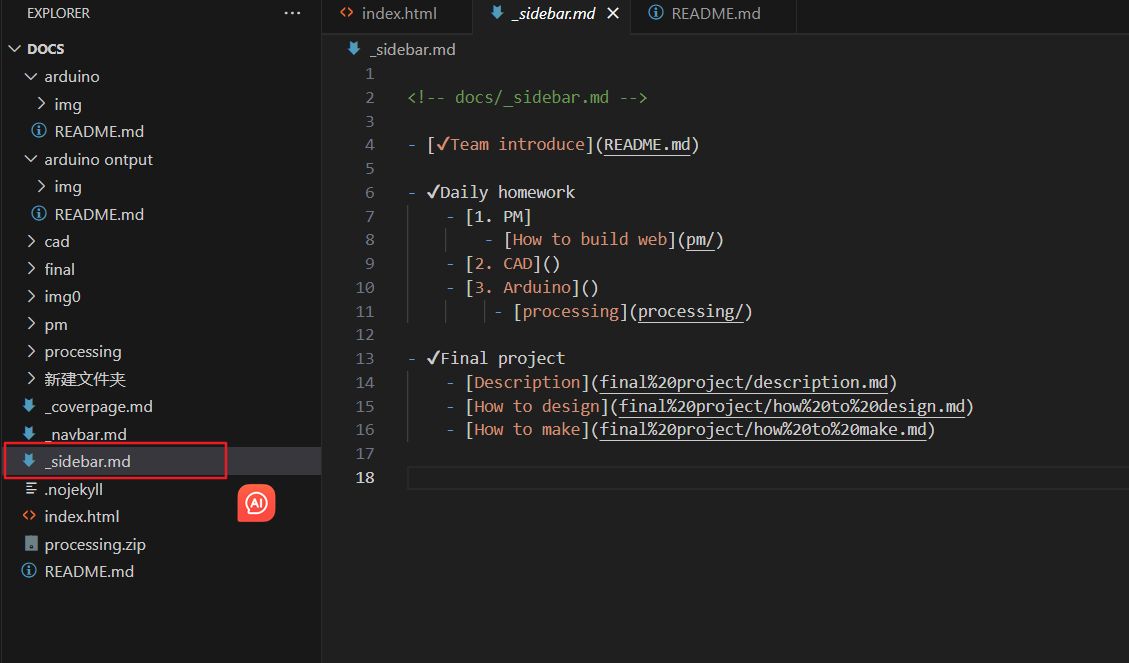 EXPLORER ···
index.html
_sidebar.md
README.md
DOCS
_sidebar.md
arduino
img
README.md
arduino ontput
img
README.md
cad
final
img0
pm
processing
新建文件夹
_coverpage.md
_navbar.md
_sidebar.md
.nojekyll
index.html
processing.zip
README.md
AI
1
2 <!-- docs/_sidebar.md -->
3
4 - [✔Team introduce](README.md)
5
6 - ✔Daily homework
7 - [1. PM]
8 - [How to build web](pm/)
9 - [2. CAD]()
10 - [3. Arduino]()
11 - [processing](processing/)
12
13 - ✔Final project
14 - [Description](final%20project/description.md)
15 - [How to design](final%20project/how%20to%20design.md)
16 - [How to make](final%20project/how%20to%20make.md)
17
18